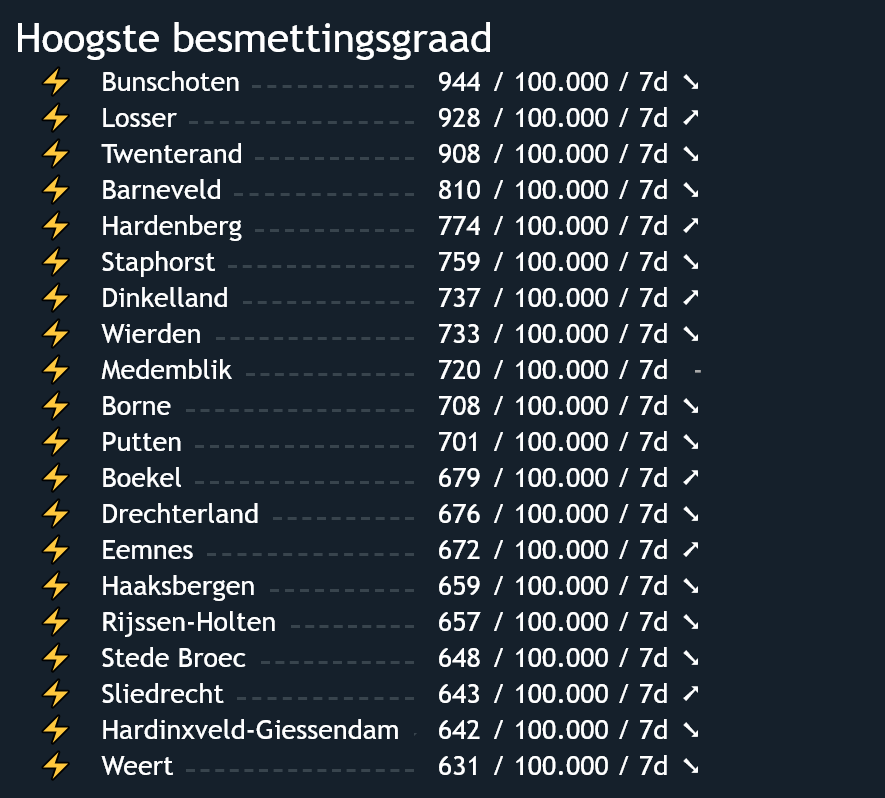 Hoogste besmettingsgraad
⚡ Bunschoten ----------- 944 / 100.000 / 7d ➘
⚡ Losser -------------- 928 / 100.000 / 7d ➚
⚡ Twenterand ---------- 908 / 100.000 / 7d ➘
⚡ Barneveld ----------- 810 / 100.000 / 7d ➘
⚡ Hardenberg ---------- 774 / 100.000 / 7d ➚
⚡ Staphorst ----------- 759 / 100.000 / 7d ➘
⚡ Dinkelland ---------- 737 / 100.000 / 7d ➚
⚡ Wierden ------------ 733 / 100.000 / 7d ➘
⚡ Medemblik ---------- 720 / 100.000 / 7d -
⚡ Borne -------------- 708 / 100.000 / 7d ➘
⚡ Putten ------------- 701 / 100.000 / 7d ➘
⚡ Boekel ------------- 679 / 100.000 / 7d ➚
⚡ Drechterland -------- 676 / 100.000 / 7d ➘
⚡ Eemnes ------------ 672 / 100.000 / 7d ➚
⚡ Haaksbergen -------- 659 / 100.000 / 7d ➘
⚡ Rijssen-Holten ------- 657 / 100.000 / 7d ➘
⚡ Stede Broec --------- 648 / 100.000 / 7d ➘
⚡ Sliedrecht ----------- 643 / 100.000 / 7d ➚
⚡ Hardinxveld-Giessendam - 642 / 100.000 / 7d ➘
⚡ Weert -------------- 631 / 100.000 / 7d ➘